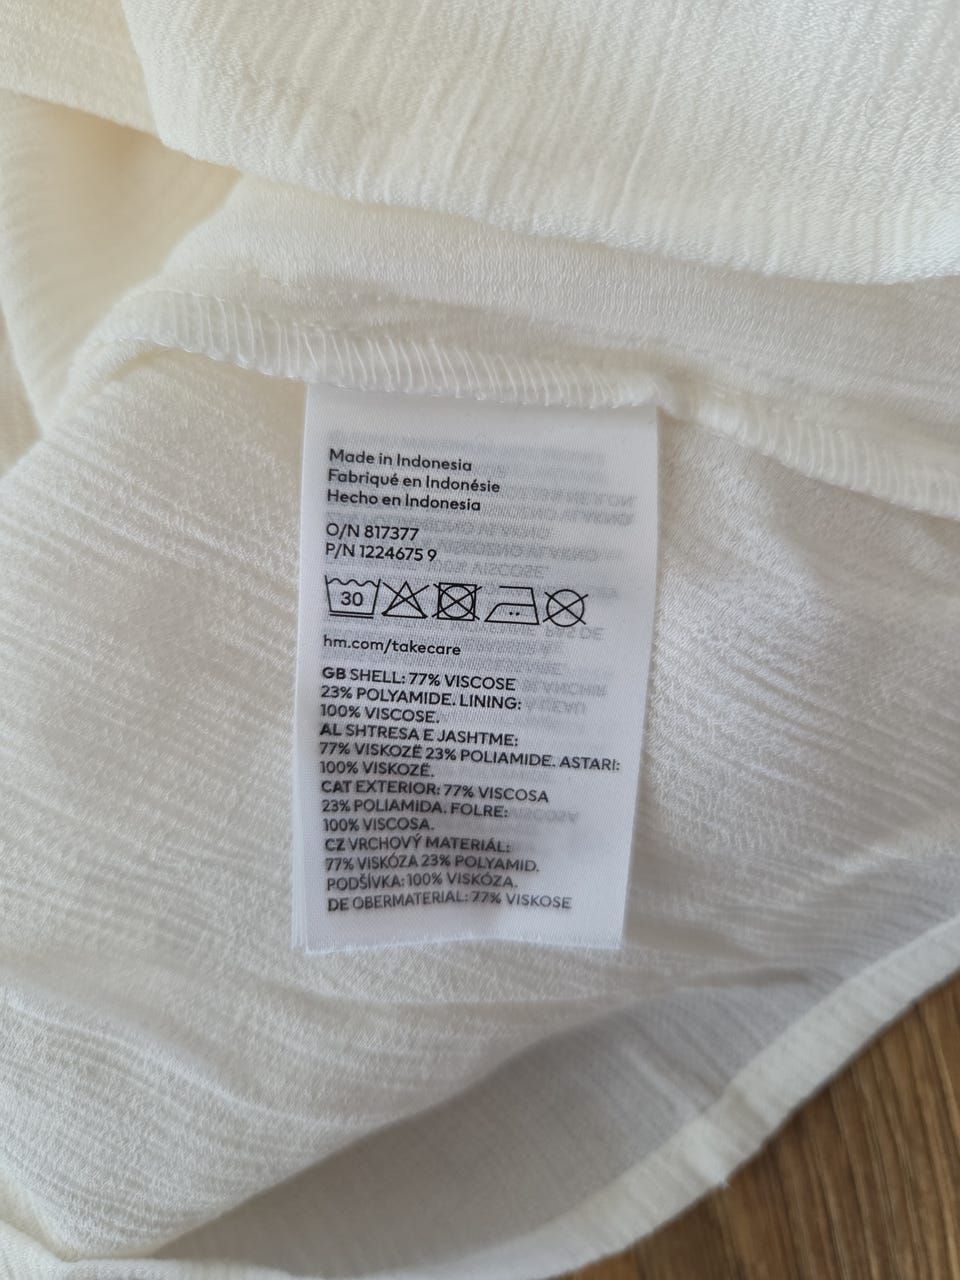 Made in Indonesia
Fabriqué en Indonésie
Hecho en Indonesia
O/N 817377
P/N 1224675 9
30
hm.com/takecare
GB SHELL: 77% VISCOSE
23% POLYAMIDE. LINING:
100% VISCOSE.
AL SHTRESA E JASHTME:
77% VISKOZË 23% POLIAMIDE. ASTARI:
100% VISKOZË.
CAT EXTERIOR: 77% VISCOSA
23% POLIAMIDA. FOLRE:
100% VISCOSA.
CZ VRCHOVÝ MATERIÁL:
77% VISKÓZA 23% POLYAMID.
PODŠÍVKA: 100% VISKÓZA.
DE OBERMATERIAL: 77% VISKOSE